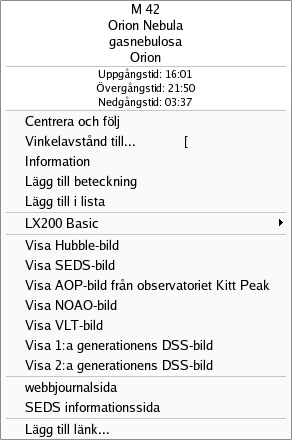 M 42
Orion Nebula
gasnebulosa
Orion
Uppgångstid: 16:01
Övergångstid: 21:50
Nedgångstid: 03:37
Centrera och följ
Vinkelavstånd till... [
Information
Lägg till beteckning
Lägg till i lista
LX200 Basic
Visa Hubble-bild
Visa SEDS-bild
Visa AOP-bild från observatoriet Kitt Peak
Visa NOAO-bild
Visa VLT-bild
Visa 1:a generationens DSS-bild
Visa 2:a generationens DSS-bild
webbjournalsida
SEDS informationssida
Lägg till länk...